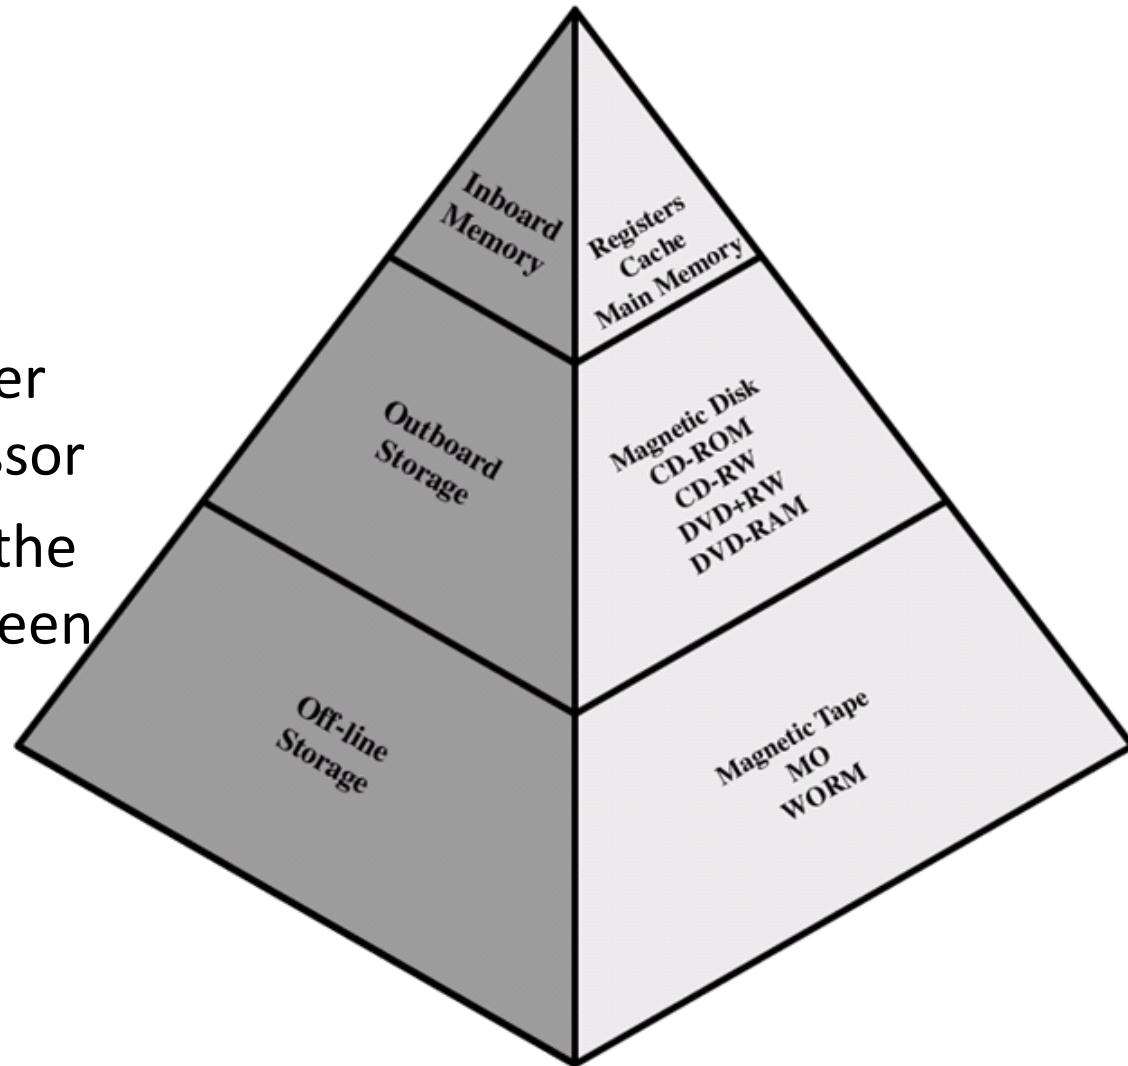 er
ssor
the
een
Inboard
Memory
Registers
Cache
Main Memory
Outboard
Storage
Magnetic Disk
CD-ROM
CD-RW
DVD+RW
DVD-RAM
Off-line
Storage
Magnetic Tape
MO
WORM